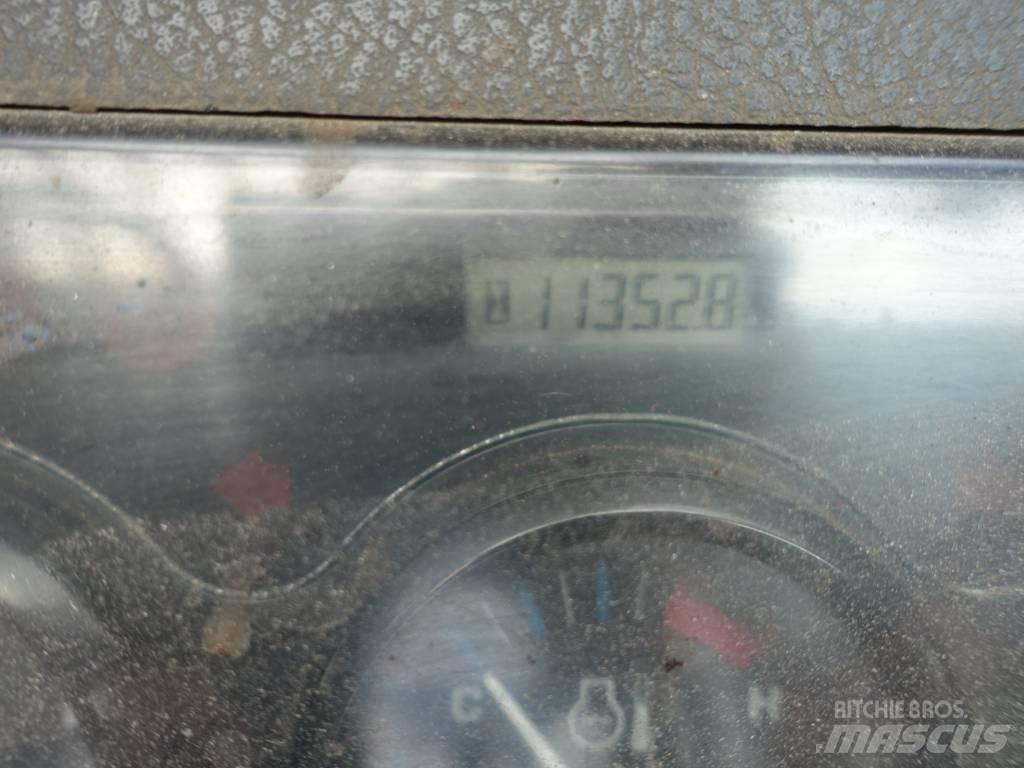 113528
C
H
RITCHIE BROS.
MASCUS